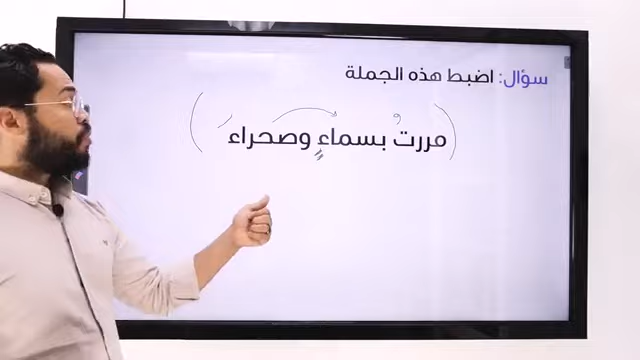 سؤال: اضبط هذه الجملة
(مررتُ بسماءٍ وصحراءَ)